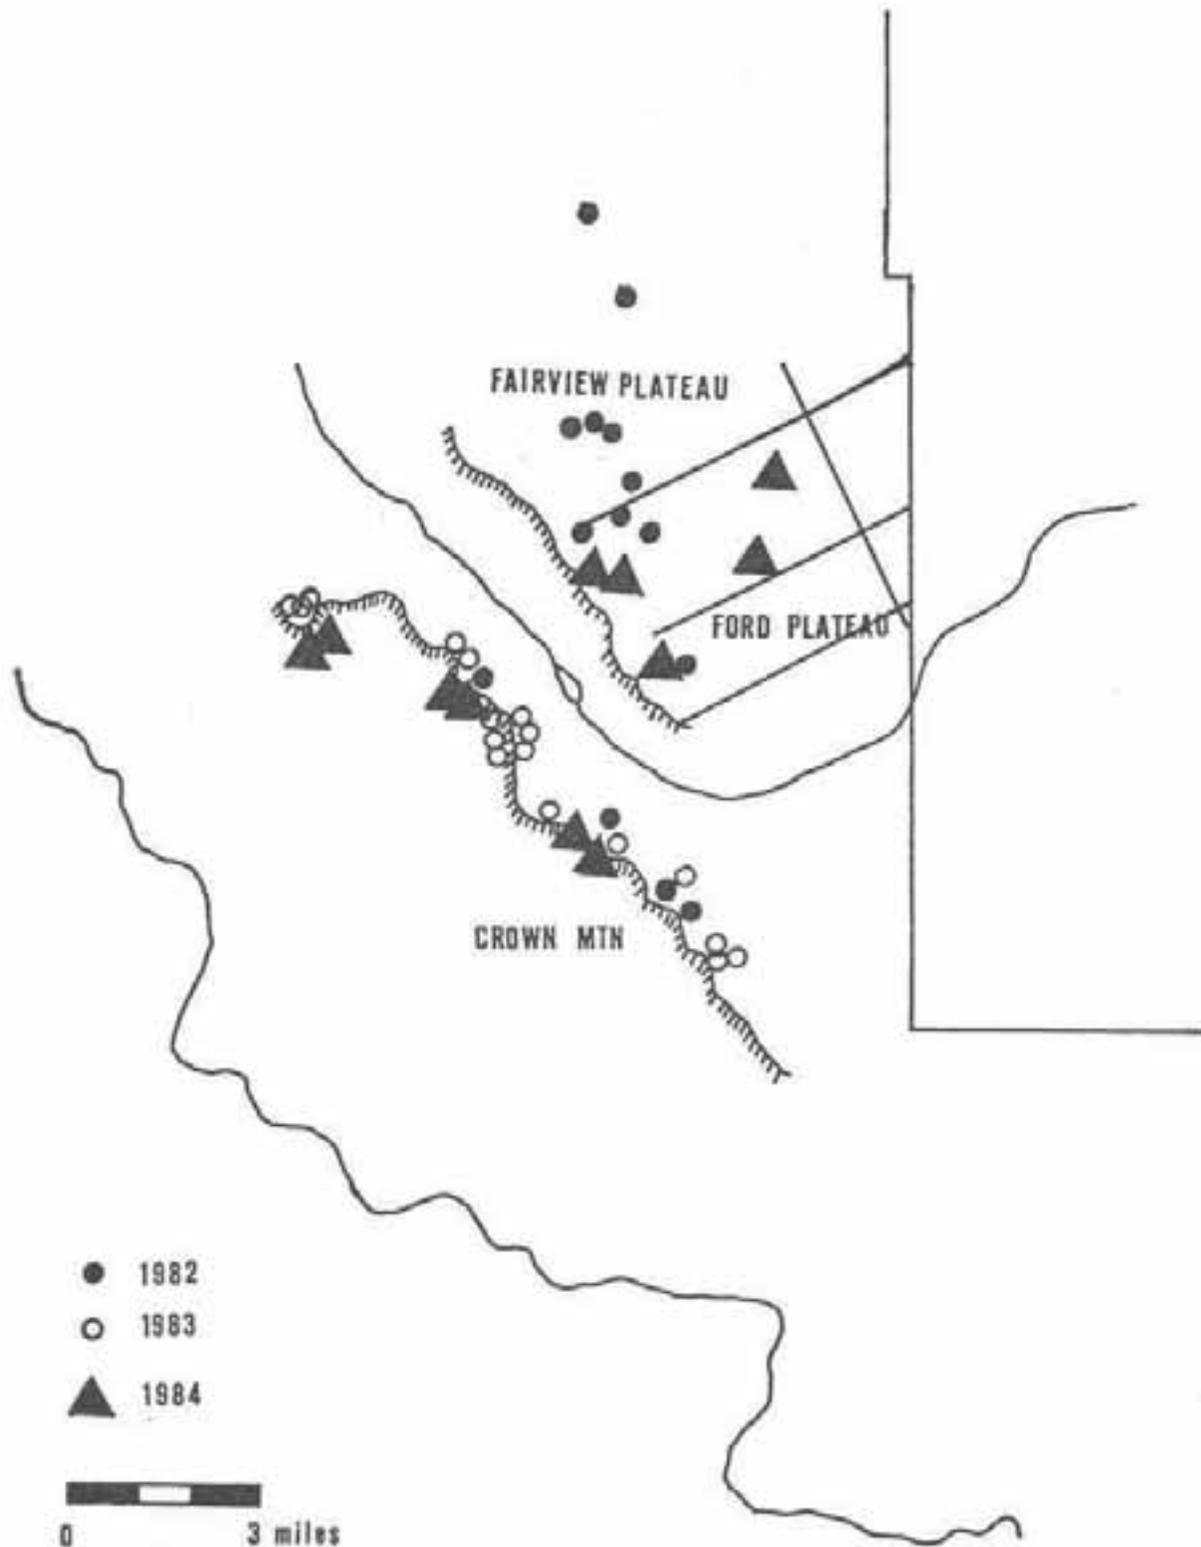 FAIRVIEW PLATEAU
FORD PLATEAU
CROWN MTN
1982
1983
1984
0 3 miles